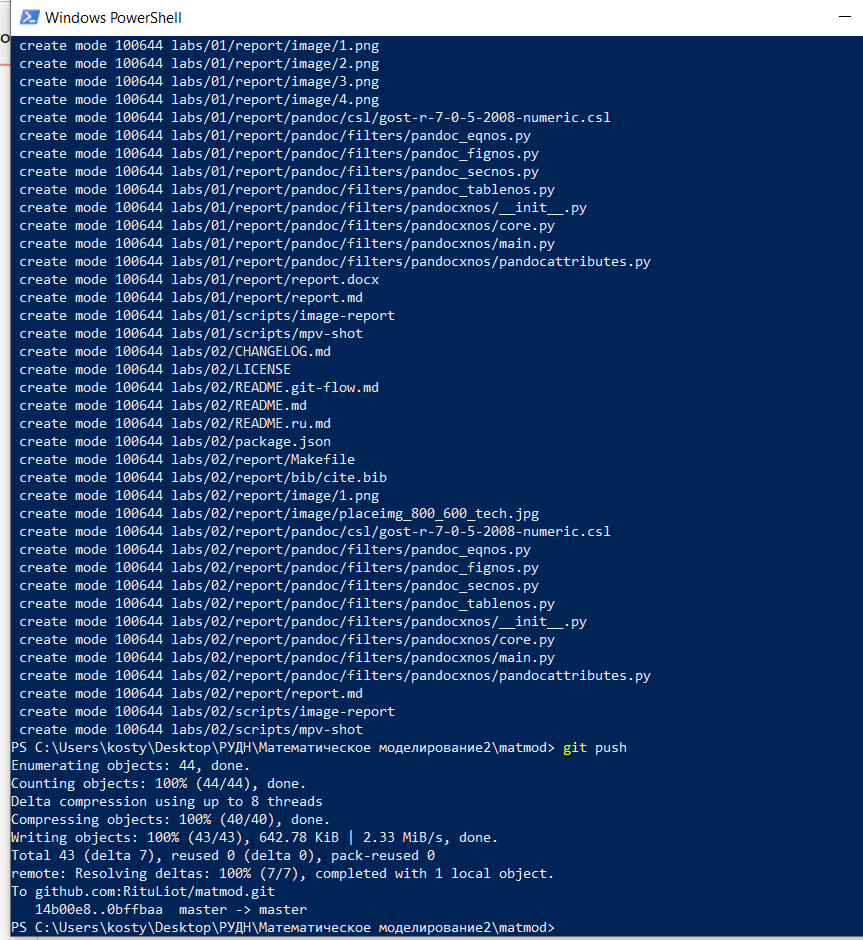 Windows PowerShell
create mode 100644 labs/01/report/image/1.png
create mode 100644 labs/01/report/image/2.png
create mode 100644 labs/01/report/image/3.png
create mode 100644 labs/01/report/image/4.png
create mode 100644 labs/01/report/pandoc/csl/gost-r-7-0-5-2008-numeric.csl
create mode 100644 labs/01/report/pandoc/filters/pandoc_eqnos.py
create mode 100644 labs/01/report/pandoc/filters/pandoc_fignos.py
create mode 100644 labs/01/report/pandoc/filters/pandoc_secnos.py
create mode 100644 labs/01/report/pandoc/filters/pandoc_tablenos.py
create mode 100644 labs/01/report/pandoc/filters/pandocxnos/__init__.py
create mode 100644 labs/01/report/pandoc/filters/pandocxnos/core.py
create mode 100644 labs/01/report/pandoc/filters/pandocxnos/main.py
create mode 100644 labs/01/report/pandoc/filters/pandocxnos/pandocattributes.py
create mode 100644 labs/01/report/report.docx
create mode 100644 labs/01/report/report.md
create mode 100644 labs/01/scripts/image-report
create mode 100644 labs/01/scripts/mpv-shot
create mode 100644 labs/02/CHANGELOG.md
create mode 100644 labs/02/LICENSE
create mode 100644 labs/02/README.git-flow.md
create mode 100644 labs/02/README.md
create mode 100644 labs/02/README.ru.md
create mode 100644 labs/02/package.json
create mode 100644 labs/02/report/Makefile
create mode 100644 labs/02/report/bib/cite.bib
create mode 100644 labs/02/report/image/1.png
create mode 100644 labs/02/report/image/placeimg_800_600_tech.jpg
create mode 100644 labs/02/report/pandoc/csl/gost-r-7-0-5-2008-numeric.csl
create mode 100644 labs/02/report/pandoc/filters/pandoc_eqnos.py
create mode 100644 labs/02/report/pandoc/filters/pandoc_fignos.py
create mode 100644 labs/02/report/pandoc/filters/pandoc_secnos.py
create mode 100644 labs/02/report/pandoc/filters/pandoc_tablenos.py
create mode 100644 labs/02/report/pandoc/filters/pandocxnos/__init__.py
create mode 100644 labs/02/report/pandoc/filters/pandocxnos/core.py
create mode 100644 labs/02/report/pandoc/filters/pandocxnos/main.py
create mode 100644 labs/02/report/pandoc/filters/pandocxnos/pandocattributes.py
create mode 100644 labs/02/report/report.md
create mode 100644 labs/02/scripts/image-report
create mode 100644 labs/02/scripts/mpv-shot
PS C:\Users\kosty\Desktop\РУДН\Математическое моделирование2\matmod> git push
Enumerating objects: 44, done.
Counting objects: 100% (44/44), done.
Delta compression using up to 8 threads
Compressing objects: 100% (40/40), done.
Writing objects: 100% (43/43), 642.78 KiB | 2.33 MiB/s, done.
Total 43 (delta 7), reused 0 (delta 0), pack-reused 0
remote: Resolving deltas: 100% (7/7), completed with 1 local object.
To github.com:RituLiot/matmod.git
14b00e8..0bffbaa master -> master
PS C:\Users\kosty\Desktop\РУДН\Математическое моделирование2\matmod>